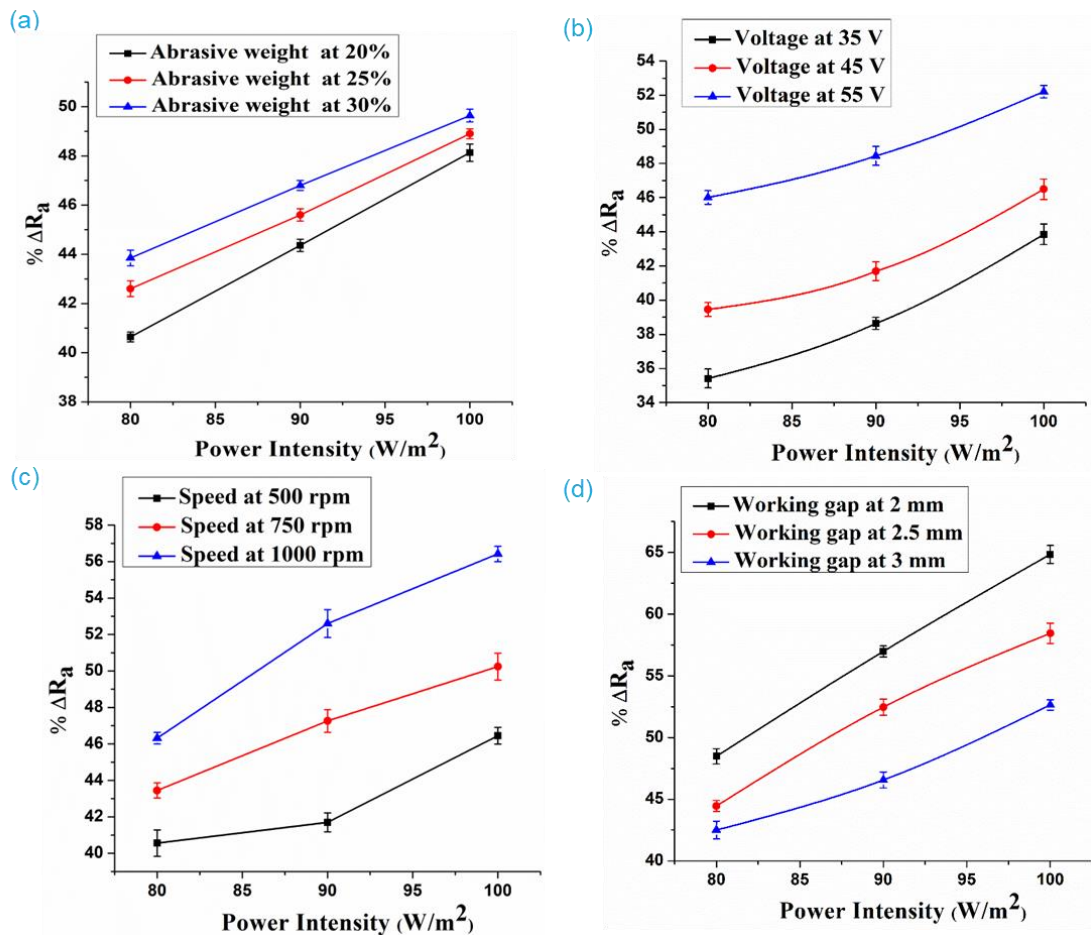 (a)
Abrasive weight at 20%
Abrasive weight at 25%
Abrasive weight at 30%
% ΔRa
50
48
46
44
42
40
38
80 85 90 95 100
Power Intensity (W/m²)
(b)
Voltage at 35 V
Voltage at 45 V
Voltage at 55 V
% ΔRa
54
52
50
48
46
44
42
40
38
36
34
80 85 90 95 100
Power Intensity (W/m²)
(c)
Speed at 500 rpm
Speed at 750 rpm
Speed at 1000 rpm
% ΔRa
58
56
54
52
50
48
46
44
42
40
80 85 90 95 100
Power Intensity (W/m²)
(d)
Working gap at 2 mm
Working gap at 2.5 mm
Working gap at 3 mm
% ΔRa
65
60
55
50
45
40
80 85 90 95 100
Power Intensity (W/m²)